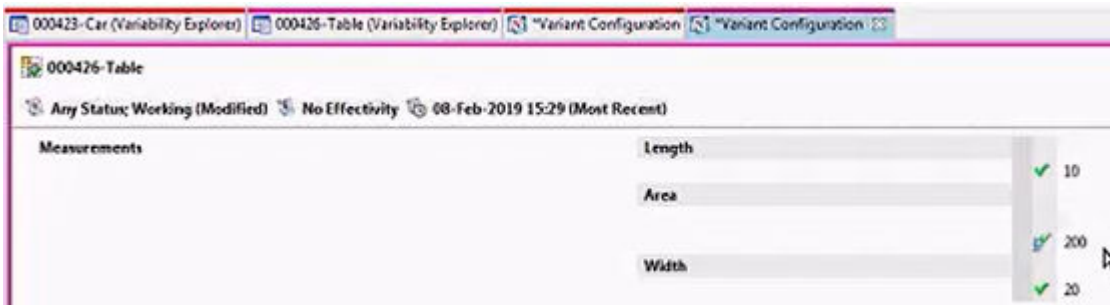 000423-Car (Variability Explorer) 000426-Table (Variability Explorer) *Variant Configuration *Variant Configuration
000426-Table
Any Status; Working (Modified) No Effectivity 08-Feb-2019 15:29 (Most Recent)
Measurements Length
10
Area
200
Width
20